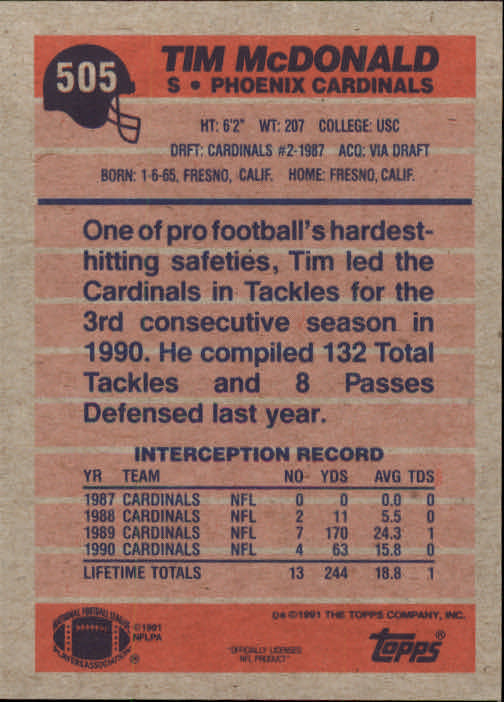 505
TIM McDONALD
S • PHOENIX CARDINALS
HT: 6'2" WT: 207 COLLEGE: USC
DRFT: CARDINALS #2-1987 ACQ: VIA DRAFT
BORN: 1-6-65, FRESNO, CALIF. HOME: FRESNO, CALIF.
One of pro football's hardest-
hitting safeties, Tim led the
Cardinals in Tackles for the
3rd consecutive season in
1990. He compiled 132 Total
Tackles and 8 Passes
Defensed last year.
INTERCEPTION RECORD
YR TEAM NO YDS AVG TDS
1987 CARDINALS NFL 0 0 0.0 0
1988 CARDINALS NFL 2 11 5.5 0
1989 CARDINALS NFL 7 170 24.3 1
1990 CARDINALS NFL 4 63 15.8 0
LIFETIME TOTALS 13 244 18.8 1
NATIONAL FOOTBALL LEAGUE
PLAYERS ASSOCIATION
©1991
NFLPA
"OFFICIALLY LICENSED
NFL PRODUCT"
©1991 THE TOPPS COMPANY, INC.
topps®